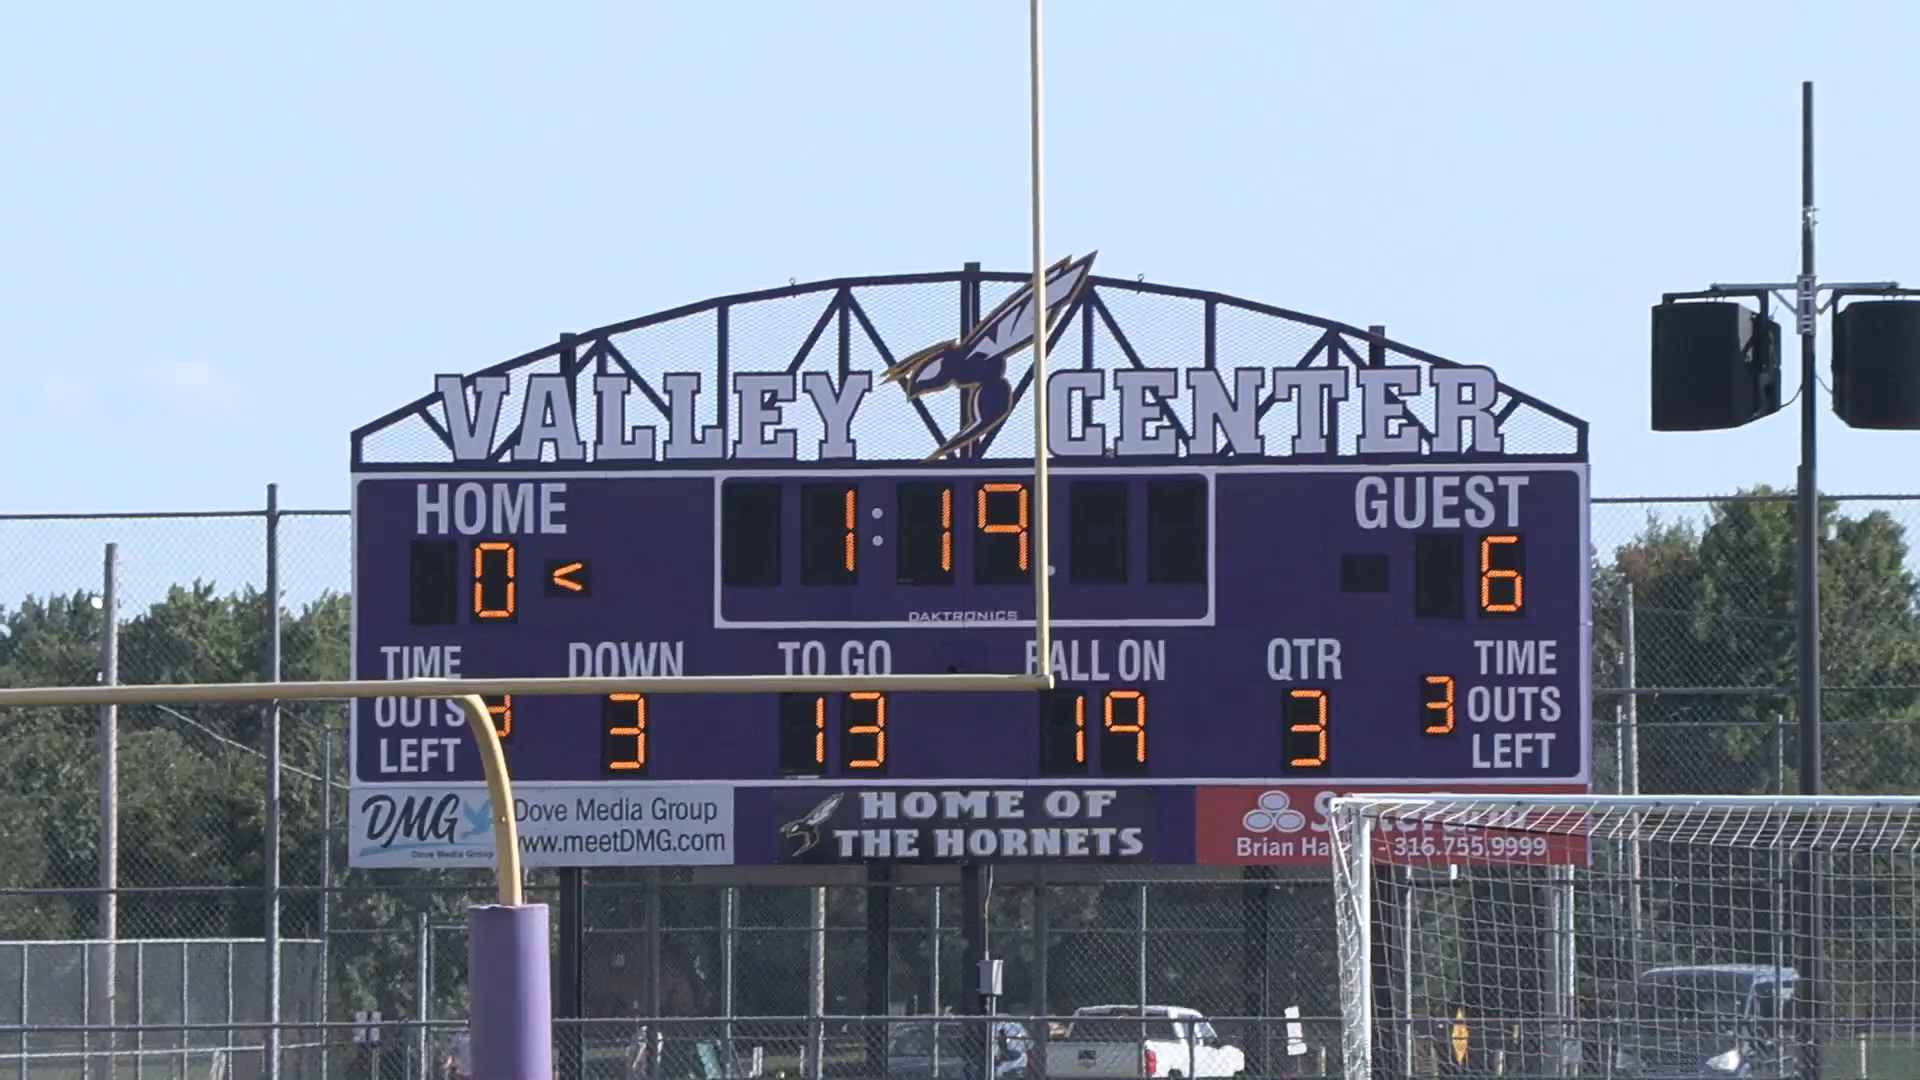 VALLEY CENTER
HOME 1:19 GUEST
0 < 6
DAKTRONICS
TIME OUTS LEFT 3
DOWN 3
TO GO 13
BALL ON 19
QTR 3
3 TIME OUTS LEFT
DMG
Dove Media Group
Dove Media Group
www.meetDMG.com
HOME OF
THE HORNETS
Brian - 316.755.9999